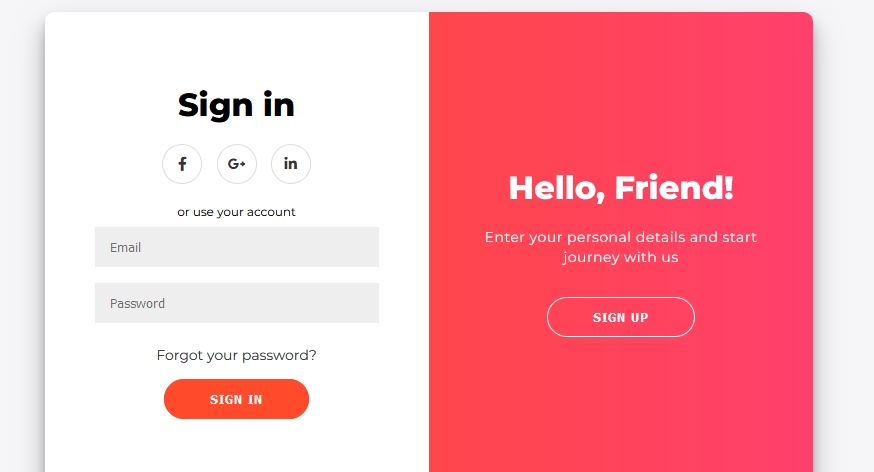 Sign in
f
G+
in
or use your account
Email
Password
Forgot your password?
SIGN IN
Hello, Friend!
Enter your personal details and start
journey with us
SIGN UP